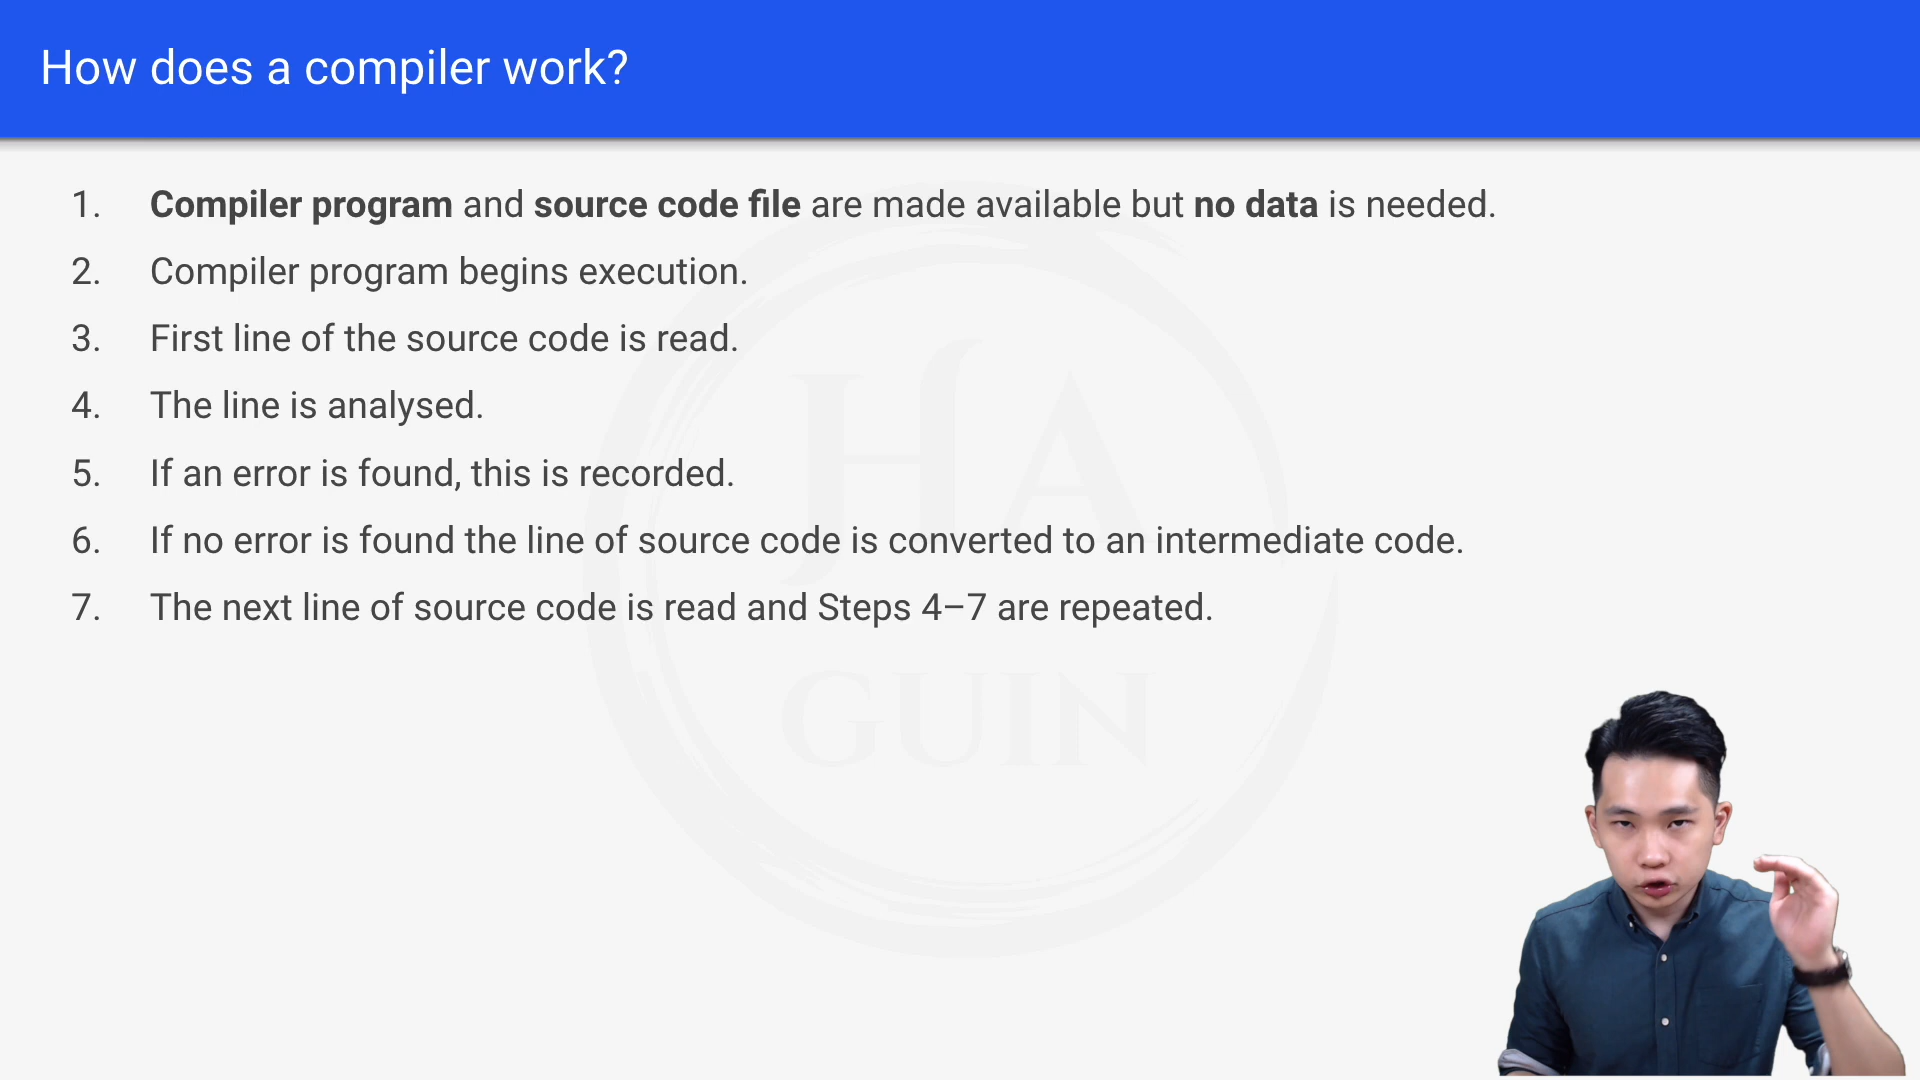 How does a compiler work?
1. Compiler program and source code file are made available but no data is needed.
2. Compiler program begins execution.
3. First line of the source code is read.
4. The line is analysed.
5. If an error is found, this is recorded.
6. If no error is found the line of source code is converted to an intermediate code.
7. The next line of source code is read and Steps 4–7 are repeated.
HA
GUIN